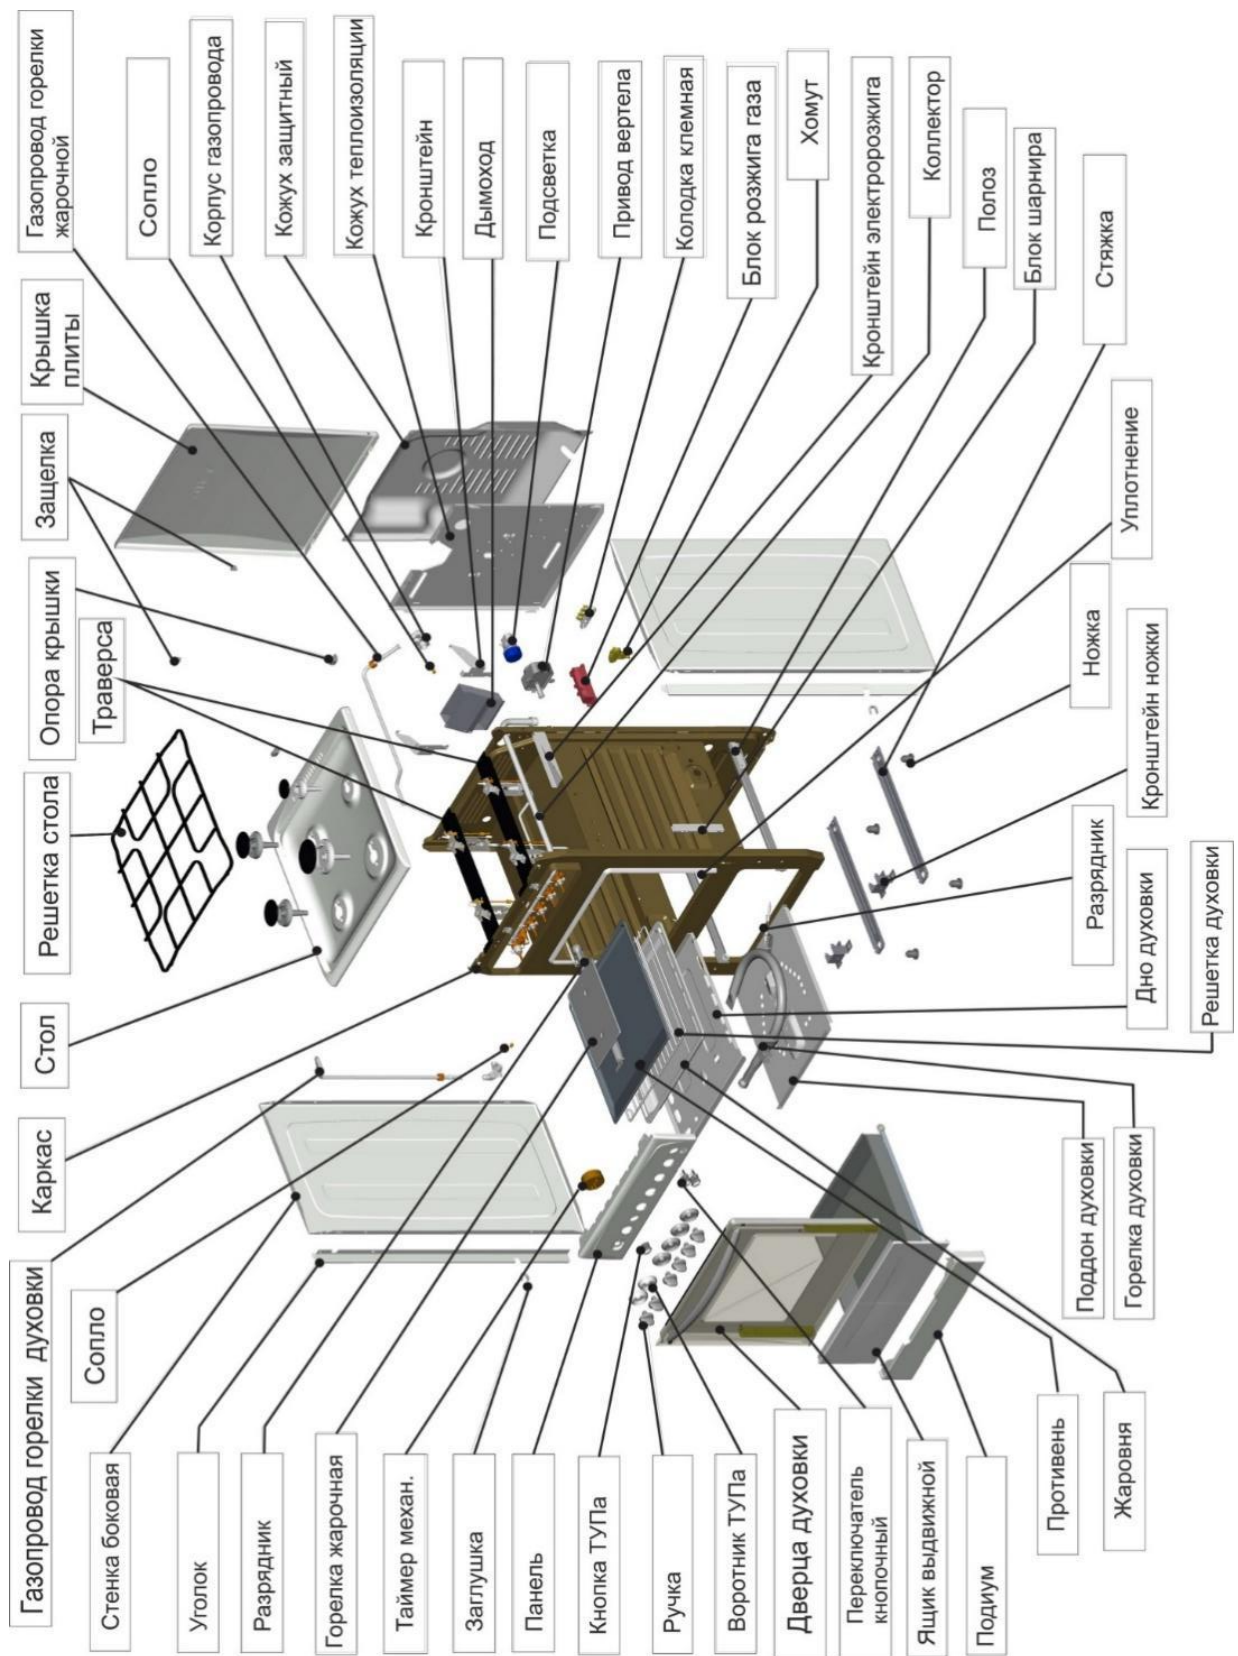 Газопровод горелки
жарочной
Сопло
Корпус газопровода
Кожух защитный
Кожух теплоизоляции
Кронштейн
Дымоход
Подсветка
Привод вертела
Колодка клемная
Блок розжига газа
Хомут
Кронштейн электророзжига
Коллектор
Полоз
Блок шарнира
Стяжка
Крышка
плиты
Защелка
Опора крышки
Траверса
Решетка стола
Стол
Каркас
Газопровод горелки духовки
Сопло
Уплотнение
Ножка
Кронштейн ножки
Разрядник
Дно духовки
Решетка духовки
Поддон духовки
Горелка духовки
Стенка боковая
Уголок
Разрядник
Горелка жарочная
Таймер механ.
Заглушка
Панель
Кнопка ТУПа
Ручка
Воротник ТУПа
Дверца духовки
Переключатель
кнопочный
Ящик выдвижной
Подиум
Противень
Жаровня